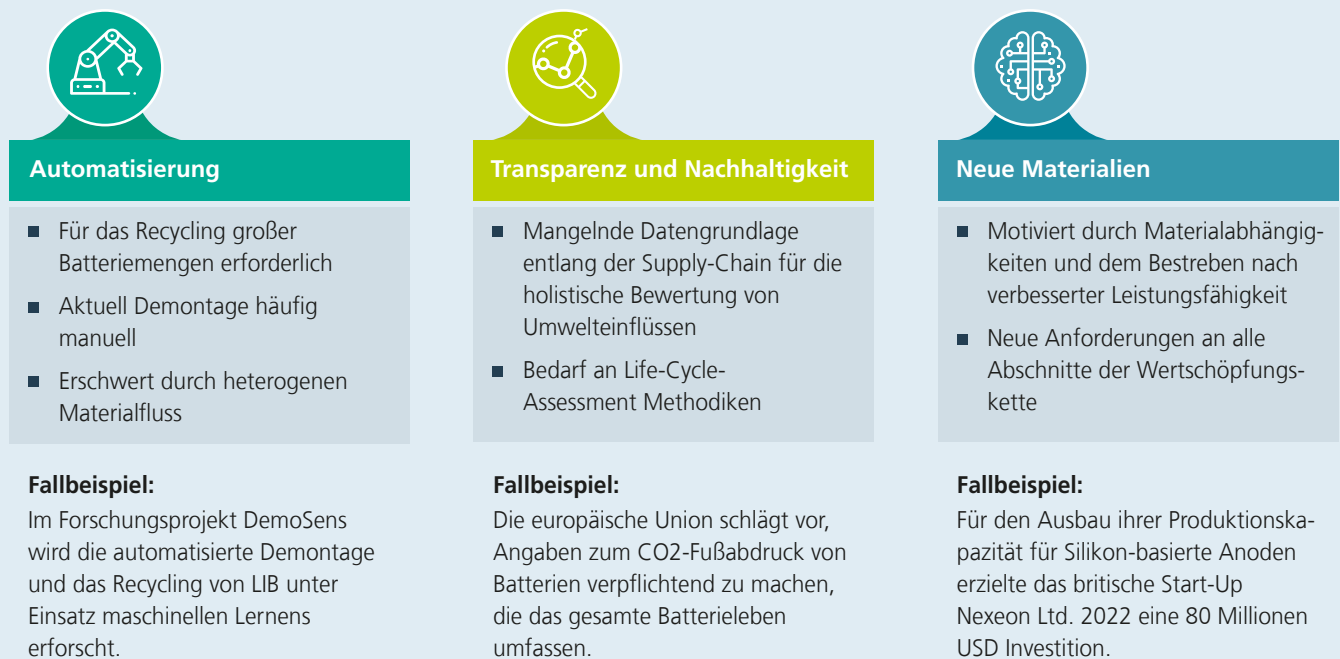 Automatisierung
Für das Recycling großer
Batteriemengen erforderlich
Aktuell Demontage häufig
manuell
Erschwert durch heterogenen
Materialfluss
Fallbeispiel:
Im Forschungsprojekt DemoSens
wird die automatisierte Demontage
und das Recycling von LIB unter
Einsatz maschinellen Lernens
erforscht.
Transparenz und Nachhaltigkeit
Mangelnde Datengrundlage
entlang der Supply-Chain für die
holistische Bewertung von
Umwelteinflüssen
Bedarf an Life-Cycle-
Assessment Methodiken
Fallbeispiel:
Die europäische Union schlägt vor,
Angaben zum CO2-Fußabdruck von
Batterien verpflichtend zu machen,
die das gesamte Batterieleben
umfassen.
Neue Materialien
Motiviert durch Materialabhängig-
keiten und dem Bestreben nach
verbesserter Leistungsfähigkeit
Neue Anforderungen an alle
Abschnitte der Wertschöpfungs-
kette
Fallbeispiel:
Für den Ausbau ihrer Produktionska-
pazität für Silikon-basierte Anoden
erzielte das britische Start-Up
Nexeon Ltd. 2022 eine 80 Millionen
USD Investition.